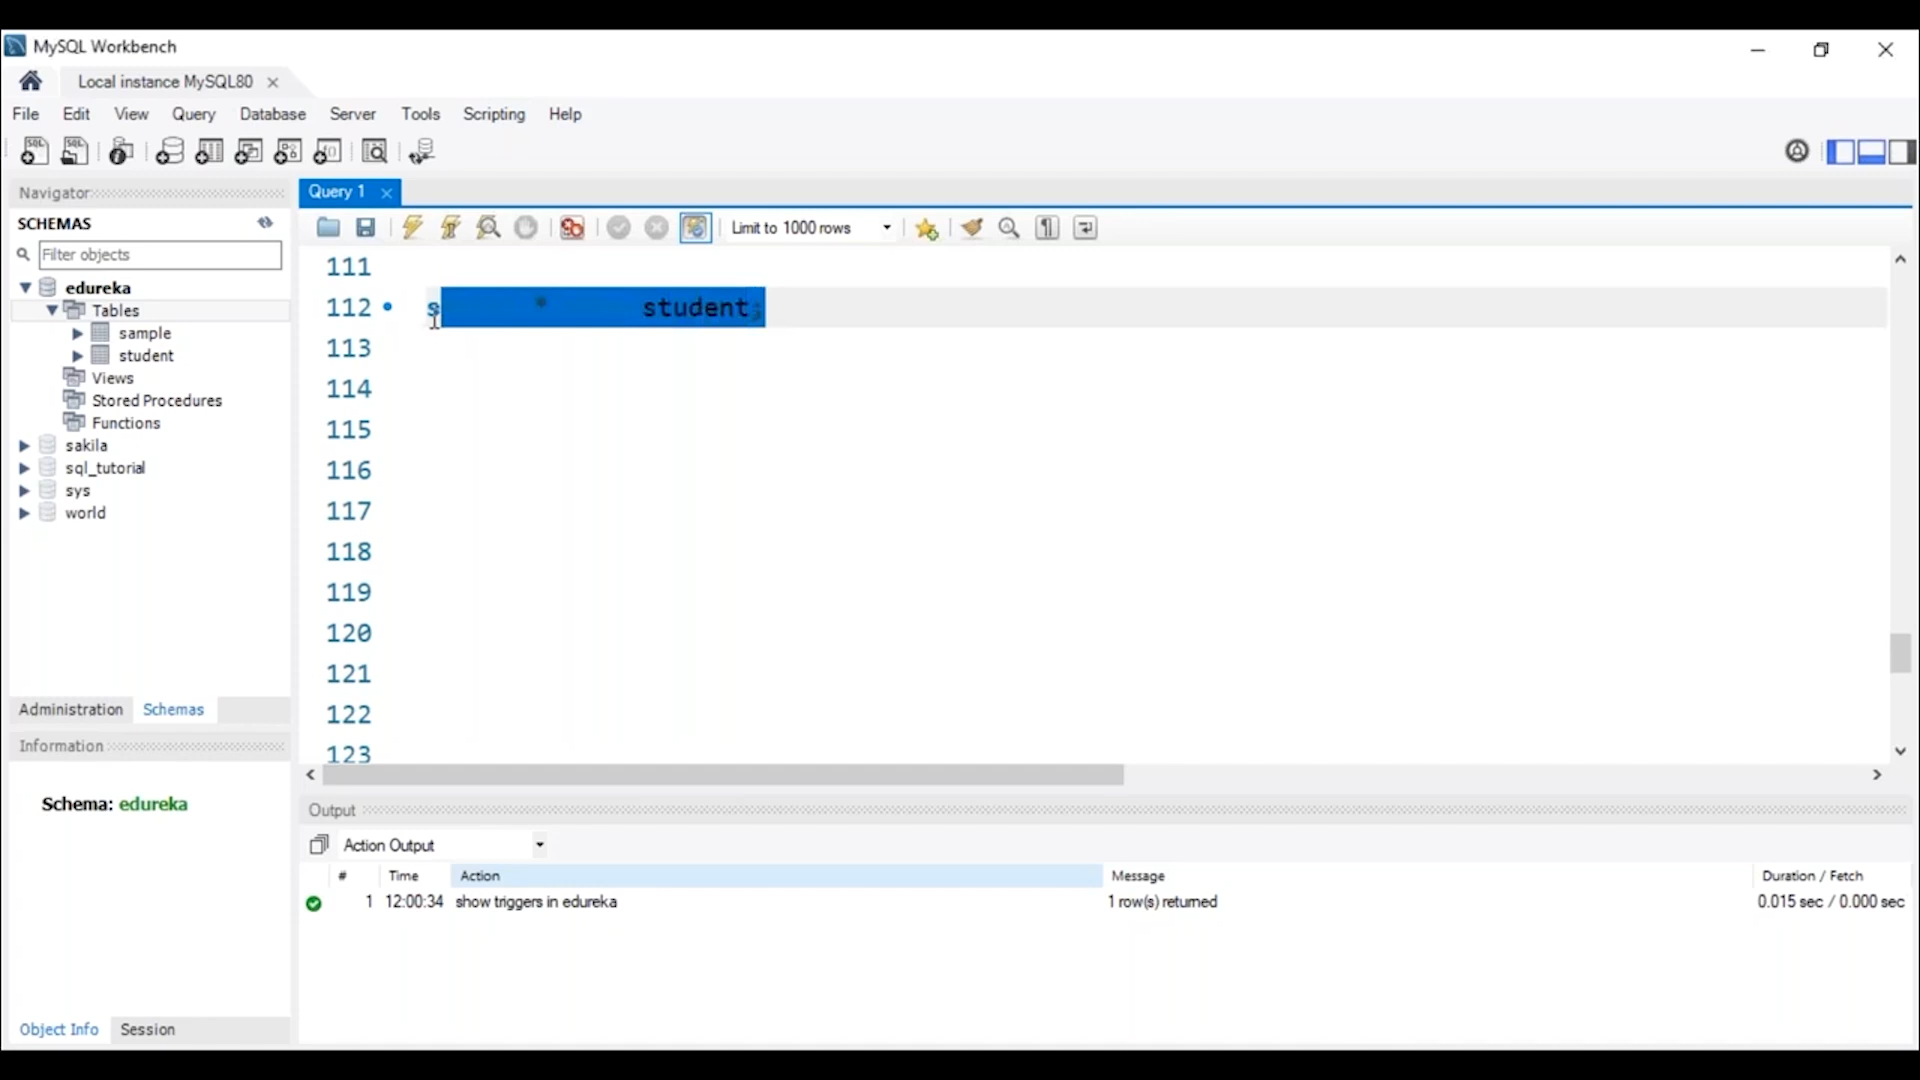 MySQL Workbench
Local instance MySQL80
File Edit View Query Database Server Tools Scripting Help
Navigator
SCHEMAS
Filter objects
edureka
Tables
sample
student
Views
Stored Procedures
Functions
sakila
sql_tutorial
sys
world
Administration Schemas
Information
Schema: edureka
Object Info Session
Query 1
Limit to 1000 rows
111
112 s * student;
113
114
115
116
117
118
119
120
121
122
123
Output
Action Output
# Time Action Message Duration / Fetch
1 12:00:34 show triggers in edureka 1 row(s) returned 0.015 sec / 0.000 sec